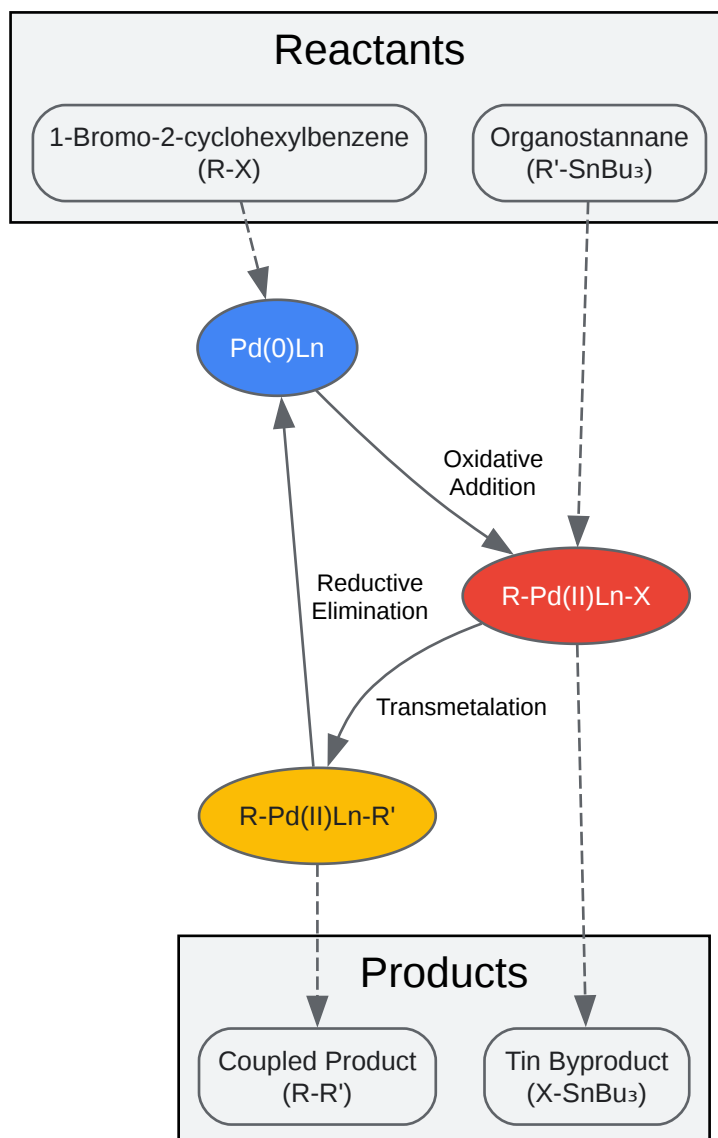 Reactants
1-Bromo-2-cyclohexylbenzene
(R-X)
Organostannane
(R'-SnBu₃)
Pd(0)Ln
Oxidative
Addition
R-Pd(II)Ln-X
Reductive
Elimination
Transmetalation
R-Pd(II)Ln-R'
Products
Coupled Product
(R-R')
Tin Byproduct
(X-SnBu₃)